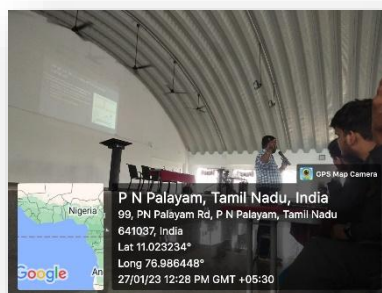 GPS Map Camera
P N Palayam, Tamil Nadu, India
99, PN Palayam Rd, P N Palayam, Tamil Nadu
641037, India
Lat 11.023234°
Long 76.986448°
27/01/23 12:28 PM GMT +05:30
Nigeria
An
Google